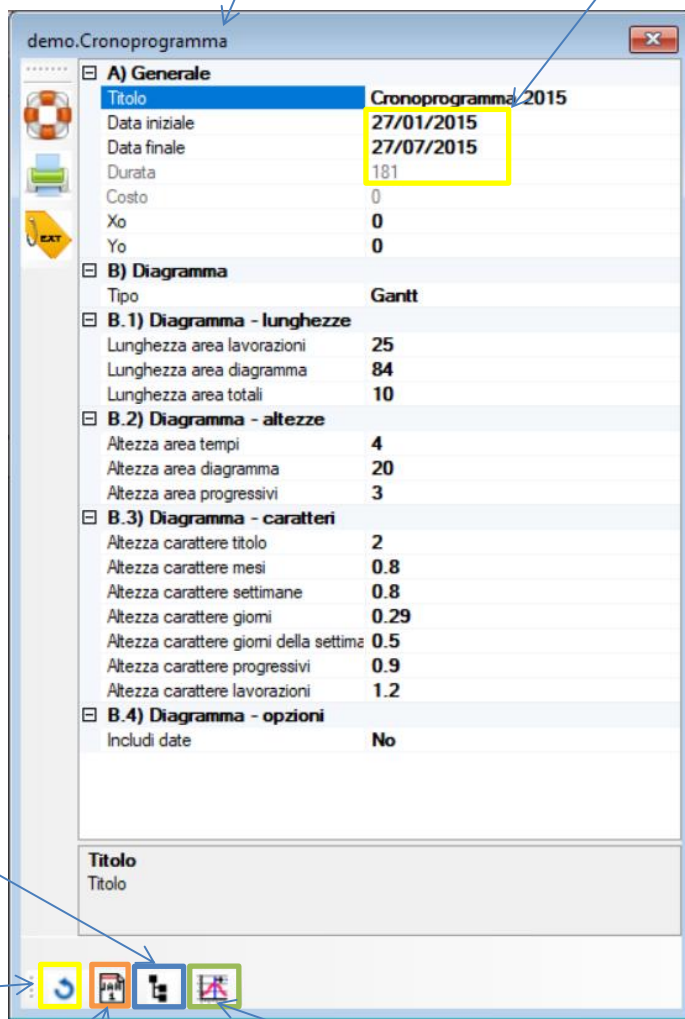 demo.Cronoprogramma
A) Generale
Titolo Cronoprogramma 2015
Data iniziale 27/01/2015
Data finale 27/07/2015
Durata 181
Costo 0
Xo 0
Yo 0
B) Diagramma
Tipo Gantt
B.1) Diagramma - lunghezze
Lunghezza area lavorazioni 25
Lunghezza area diagramma 84
Lunghezza area totali 10
B.2) Diagramma - altezze
Altezza area tempi 4
Altezza area diagramma 20
Altezza area progressivi 3
B.3) Diagramma - caratteri
Altezza carattere titolo 2
Altezza carattere mesi 0.8
Altezza carattere settimane 0.8
Altezza carattere giorni 0.29
Altezza carattere giorni della settima 0.5
Altezza carattere progressivi 0.9
Altezza carattere lavorazioni 1.2
B.4) Diagramma - opzioni
Includi date No
Titolo
Titolo
EXT
JAN
1